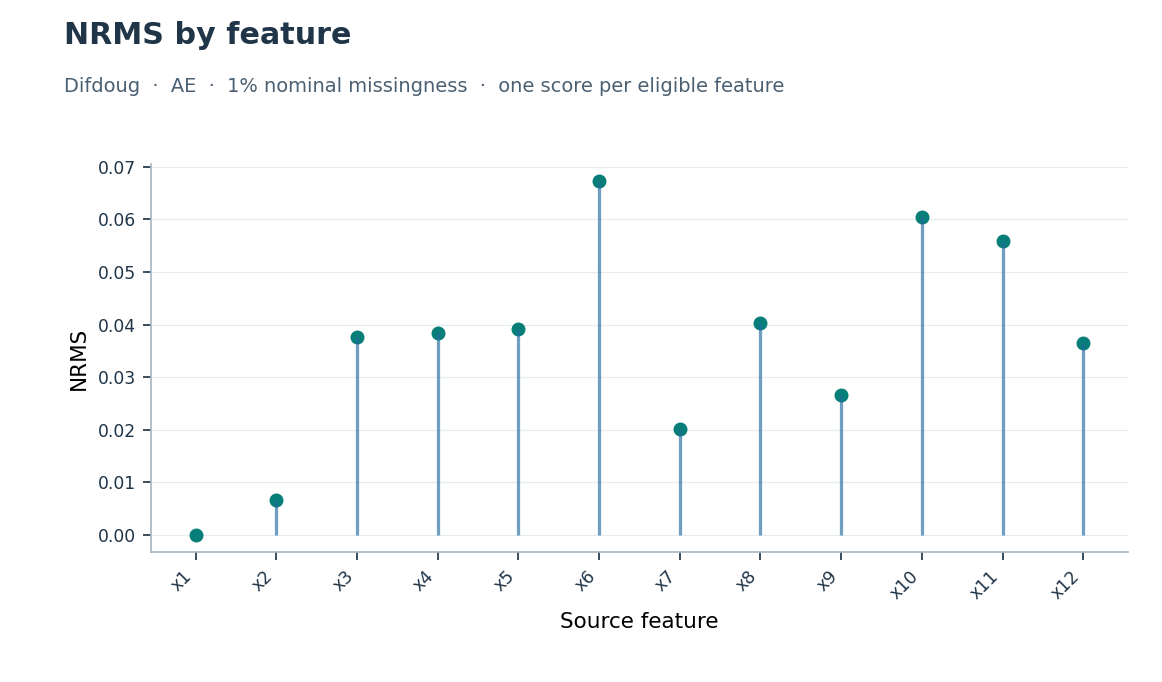 NRMS by feature
Difdoug · AE · 1% nominal missingness · one score per eligible feature
0.07
0.06
0.05
0.04
0.03
0.02
0.01
0.00
NRMS
x1 x2 x3 x4 x5 x6 x7 x8 x9 x10 x11 x12
Source feature